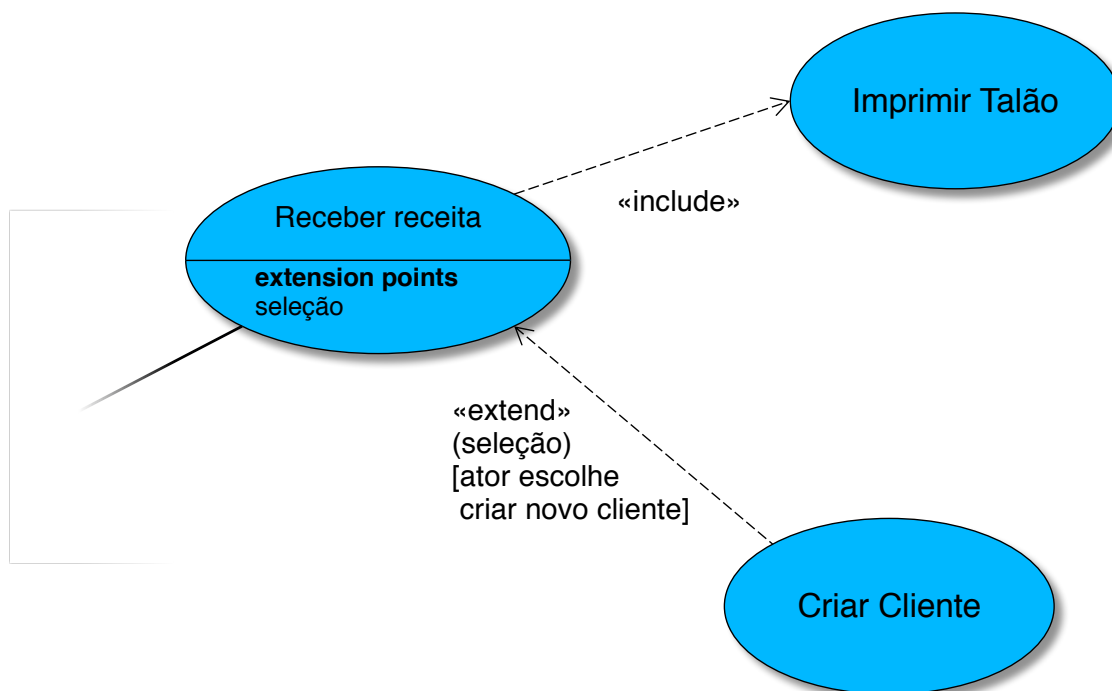 Imprimir Talão
«include»
Receber receita
extension points
seleção
«extend»
(seleção)
[ator escolhe
criar novo cliente]
Criar Cliente